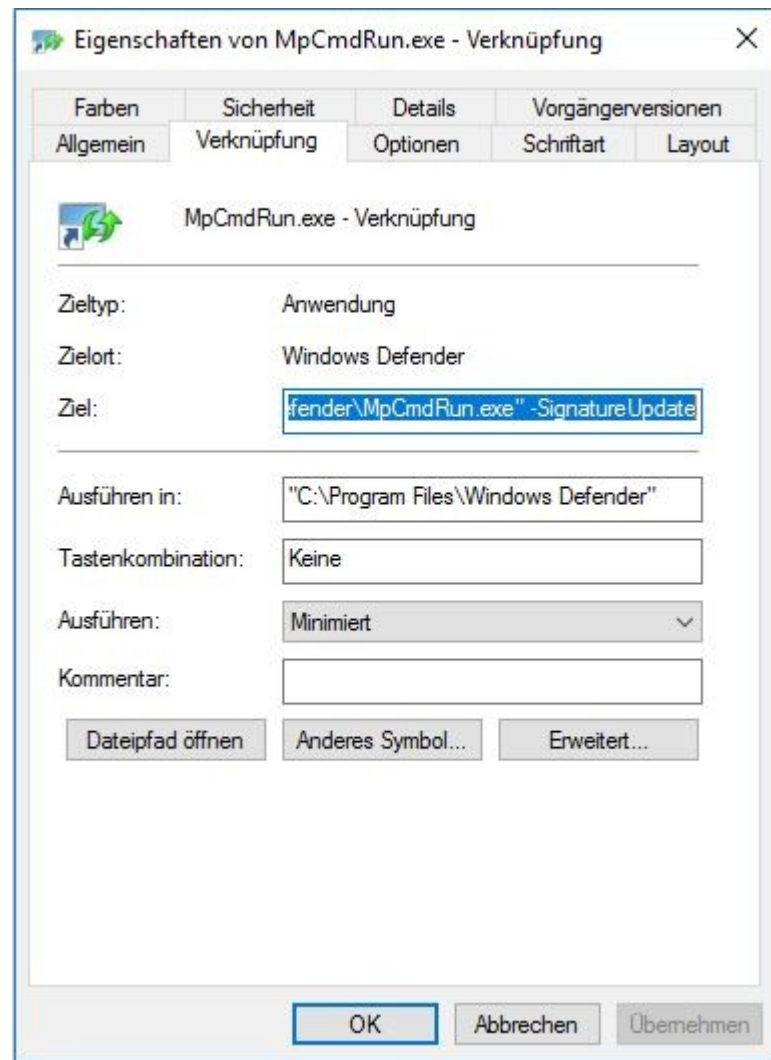 Eigenschaften von MpCmdRun.exe - Verknüpfung
Farben Sicherheit Details Vorgängerversionen
Allgemein Verknüpfung Optionen Schriftart Layout
MpCmdRun.exe - Verknüpfung
Zieltyp: Anwendung
Zielort: Windows Defender
Ziel: efender\MpCmdRun.exe" -SignatureUpdate
Ausführen in: "C:\Program Files\Windows Defender"
Tastenkombination: Keine
Ausführen: Minimiert
Kommentar:
Dateipfad öffnen Anderes Symbol... Erweitert...
OK Abbrechen Übernehmen